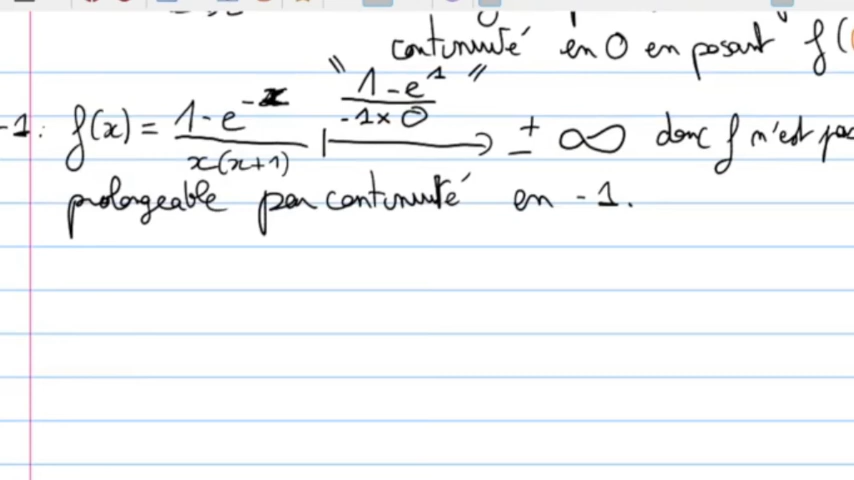 continuité en 0 en posant f(
-1: f(x) = (1 - e^-x)/(x(x+1)) "(1 - e^1)/(-1 × 0)" ⟼ ± ∞ donc f n'est pas
prolongeable par continuité en -1.